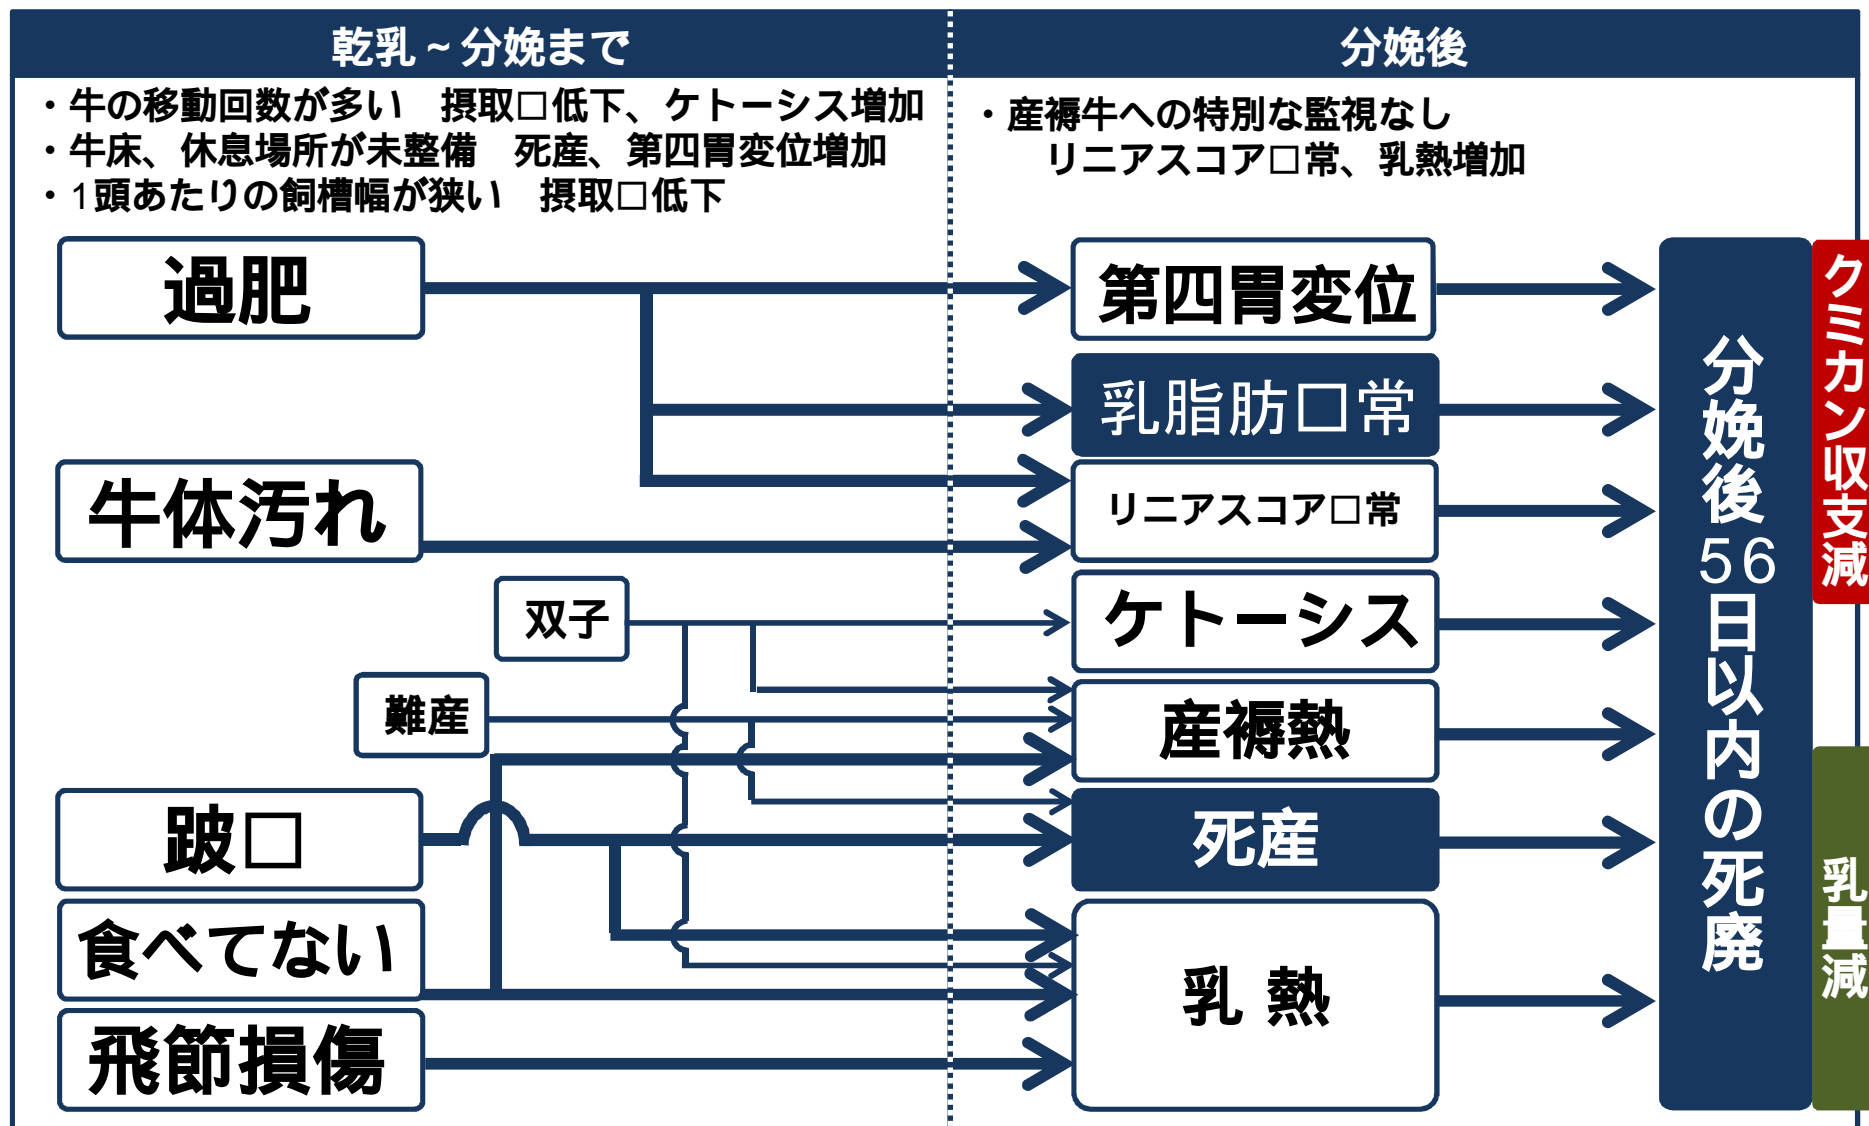 乾乳～分娩まで
・牛の移動回数が多い　摂取□低下、ケトーシス増加
・牛床、休息場所が未整備　死産、第四胃変位増加
・1頭あたりの飼槽幅が狭い　摂取□低下
分娩後
・産褥牛への特別な監視なし
リニアスコア□常、乳熱増加
過肥
牛体汚れ
双子
難産
跛□
食べてない
飛節損傷
第四胃変位
乳脂肪□常
リニアスコア□常
ケトーシス
産褥熱
死産
乳 熱
分娩後56日以内の死廃
クミカン収支減
乳量減